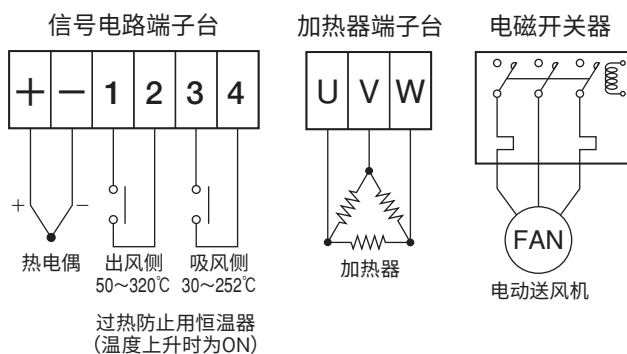 信号电路端子台
加热器端子台
电磁开关器
+ − 1 2 3 4
U V W
+ −
热电偶
出风侧
50～320℃
吸风侧
30～252℃
过热防止用恒温器
(温度上升时为ON)
加热器
FAN
电动送风机